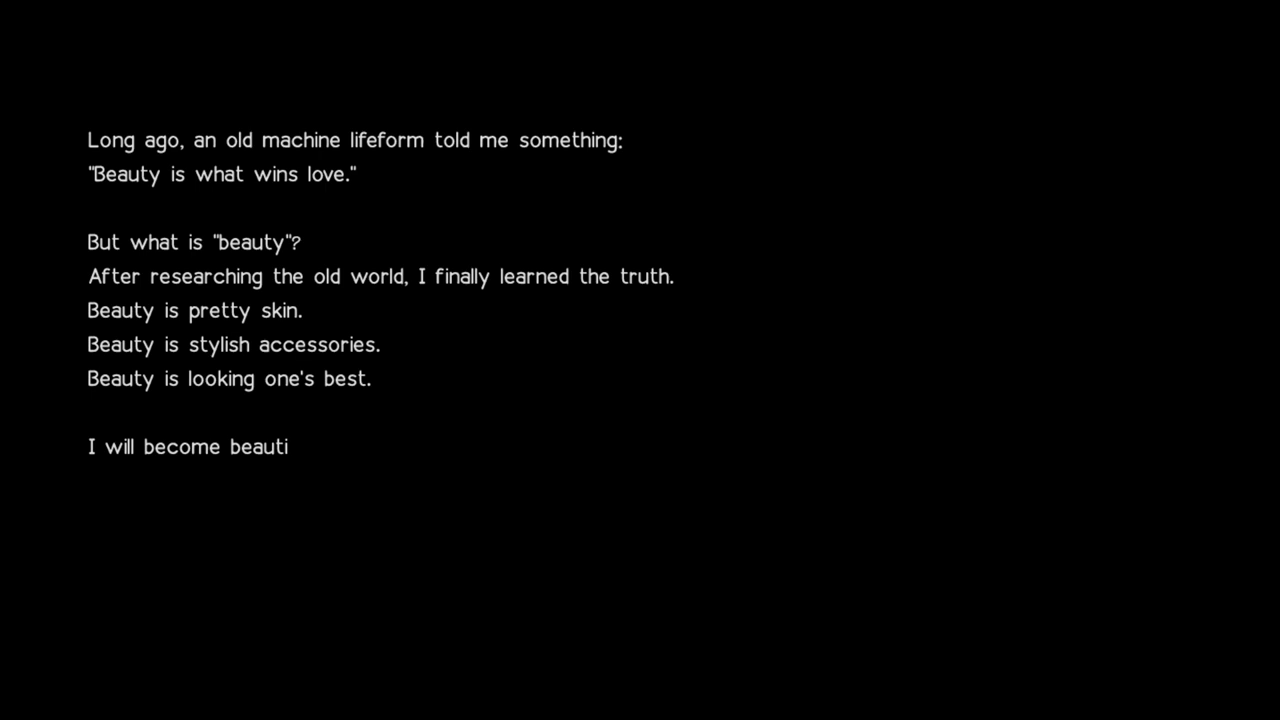 Long ago, an old machine lifeform told me something:
"Beauty is what wins love."
But what is "beauty"?
After researching the old world, I finally learned the truth.
Beauty is pretty skin.
Beauty is stylish accessories.
Beauty is looking one's best.
I will become beauti